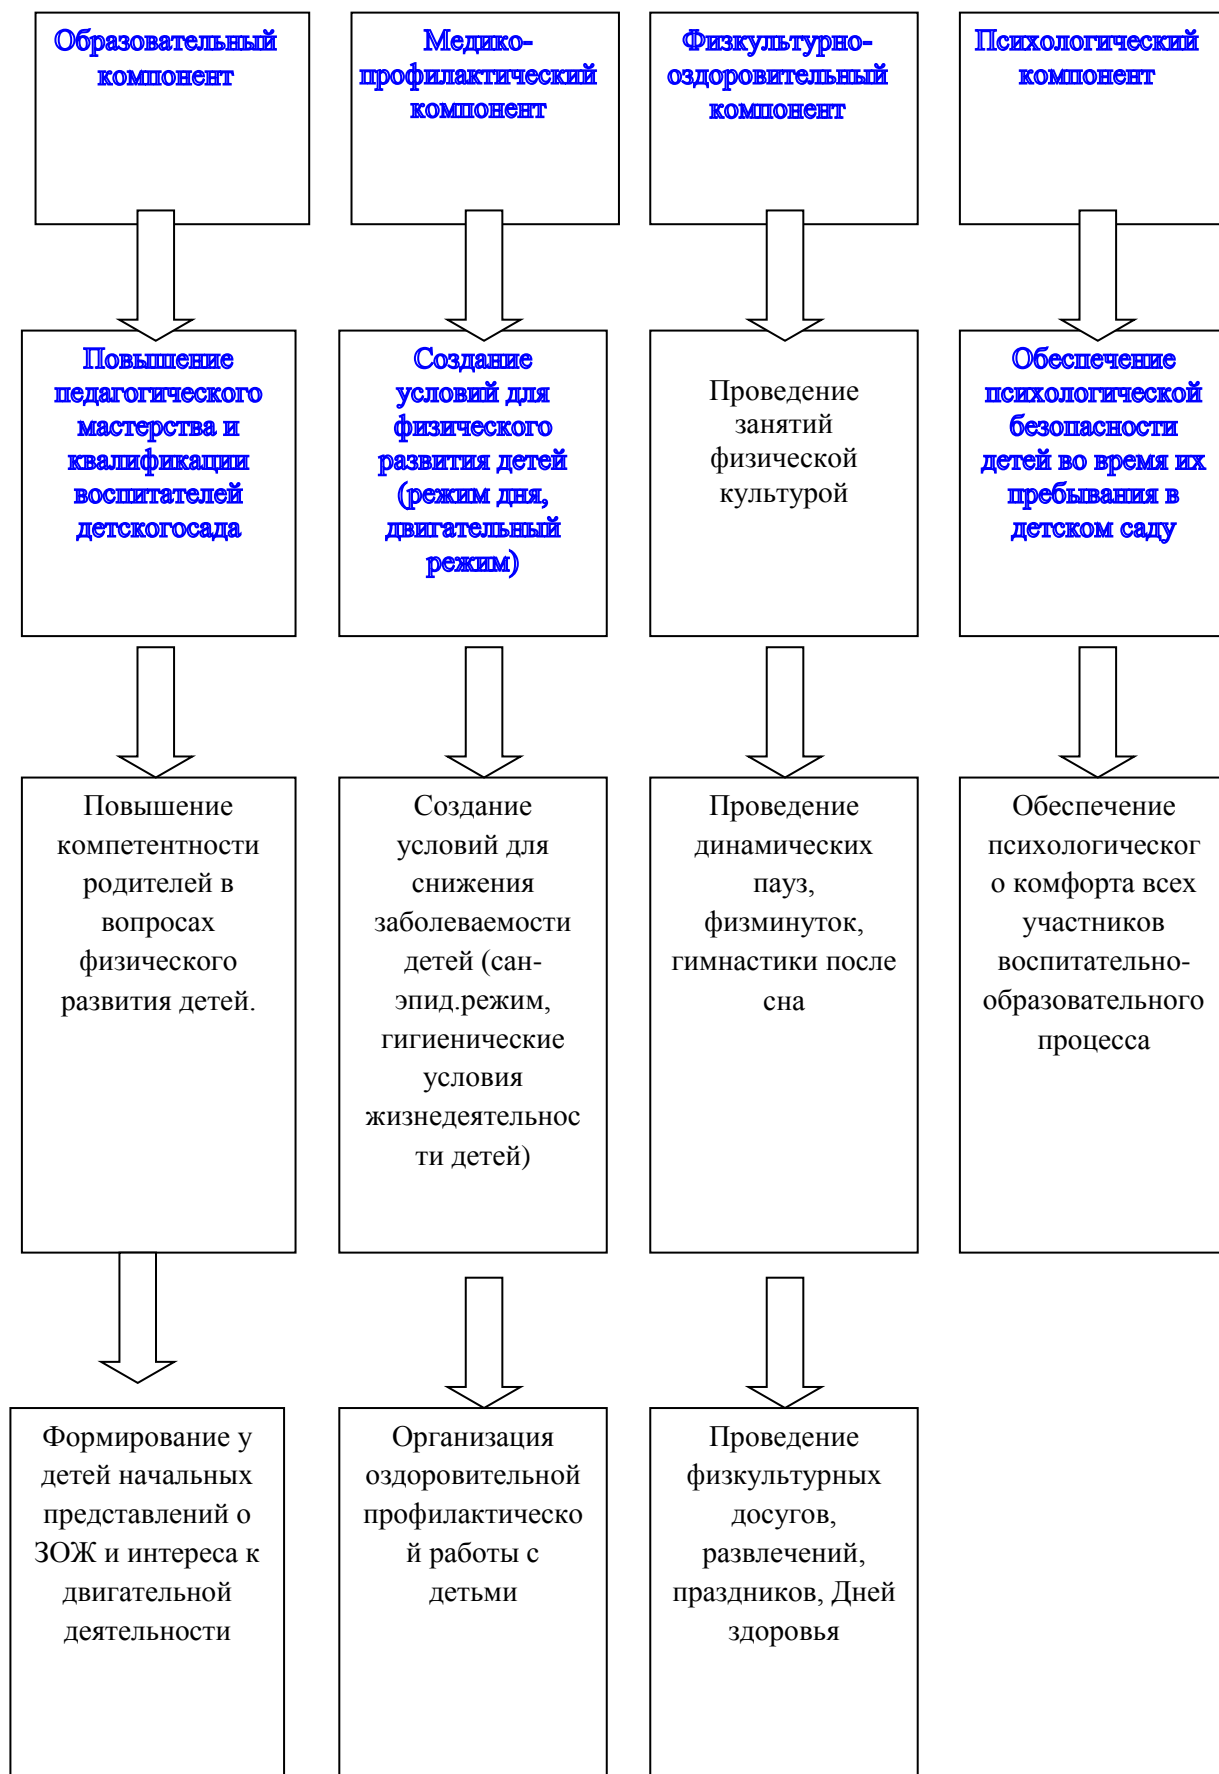 Образовательный
компонент
Медико-
профилактический
компонент
Физкультурно-
оздоровительный
компонент
Психологический
компонент
Повышение
педагогического
мастерства и
квалификации
воспитателей
детскогосада
Создание
условий для
физического
развития детей
(режим дня,
двигательный
режим)
Проведение
занятий
физической
культурой
Обеспечение
психологической
безопасности
детей во время их
пребывания в
детском саду
Повышение
компетентности
родителей в
вопросах
физического
развития детей.
Создание
условий для
снижения
заболеваемости
детей (сан-
эпид.режим,
гигиенические
условия
жизнедеятельнос
ти детей)
Проведение
динамических
пауз,
физминуток,
гимнастики после
сна
Обеспечение
психологическог
о комфорта всех
участников
воспитательно-
образовательного
процесса
Формирование у
детей начальных
представлений о
ЗОЖ и интереса к
двигательной
деятельности
Организация
оздоровительной
профилактическо
й работы с
детьми
Проведение
физкультурных
досугов,
развлечений,
праздников, Дней
здоровья